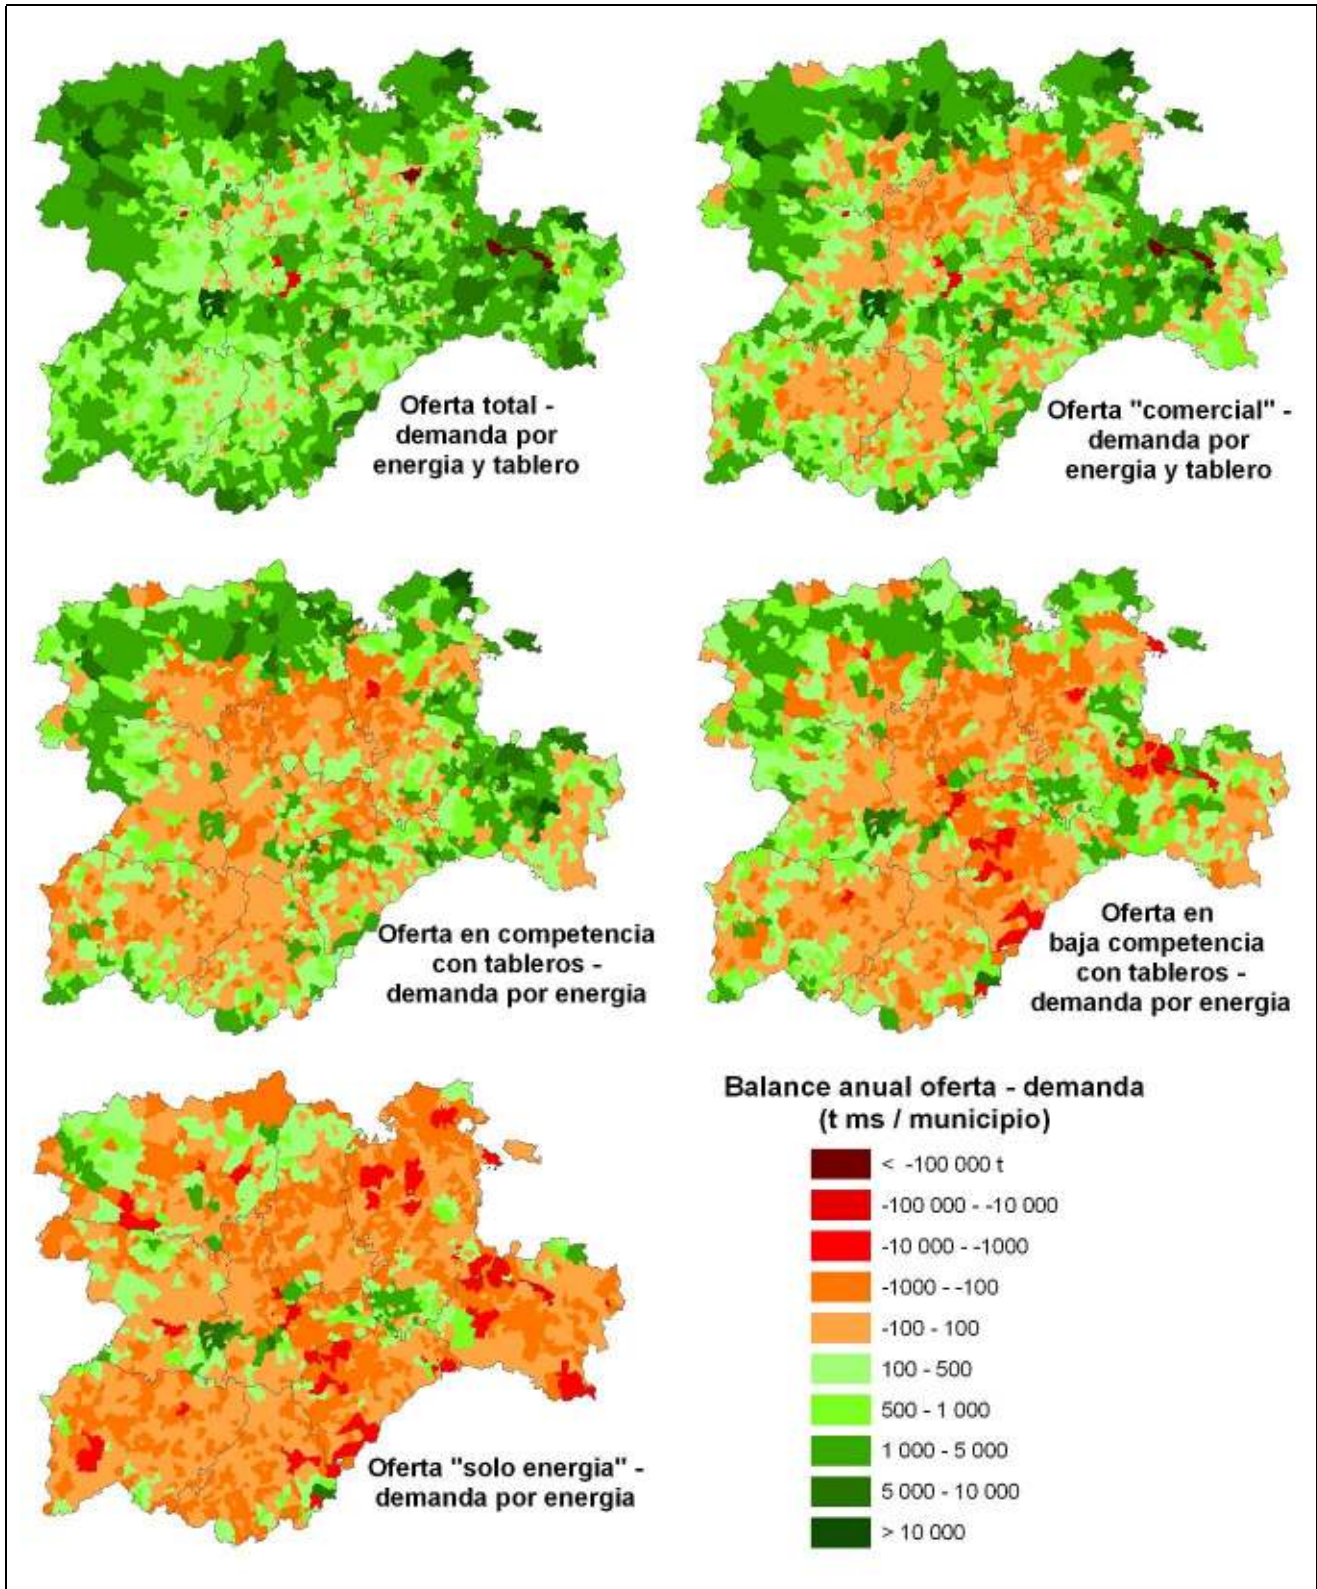 Oferta total -
demanda por
energia y tablero
Oferta "comercial" -
demanda por
energia y tablero
Oferta en competencia
con tableros -
demanda por energia
Oferta en
baja competencia
con tableros -
demanda por energia
Oferta "solo energia" -
demanda por energia
Balance anual oferta - demanda
(t ms / municipio)
< -100 000 t
-100 000 - -10 000
-10 000 - -1000
-1000 - -100
-100 - 100
100 - 500
500 - 1 000
1 000 - 5 000
5 000 - 10 000
> 10 000